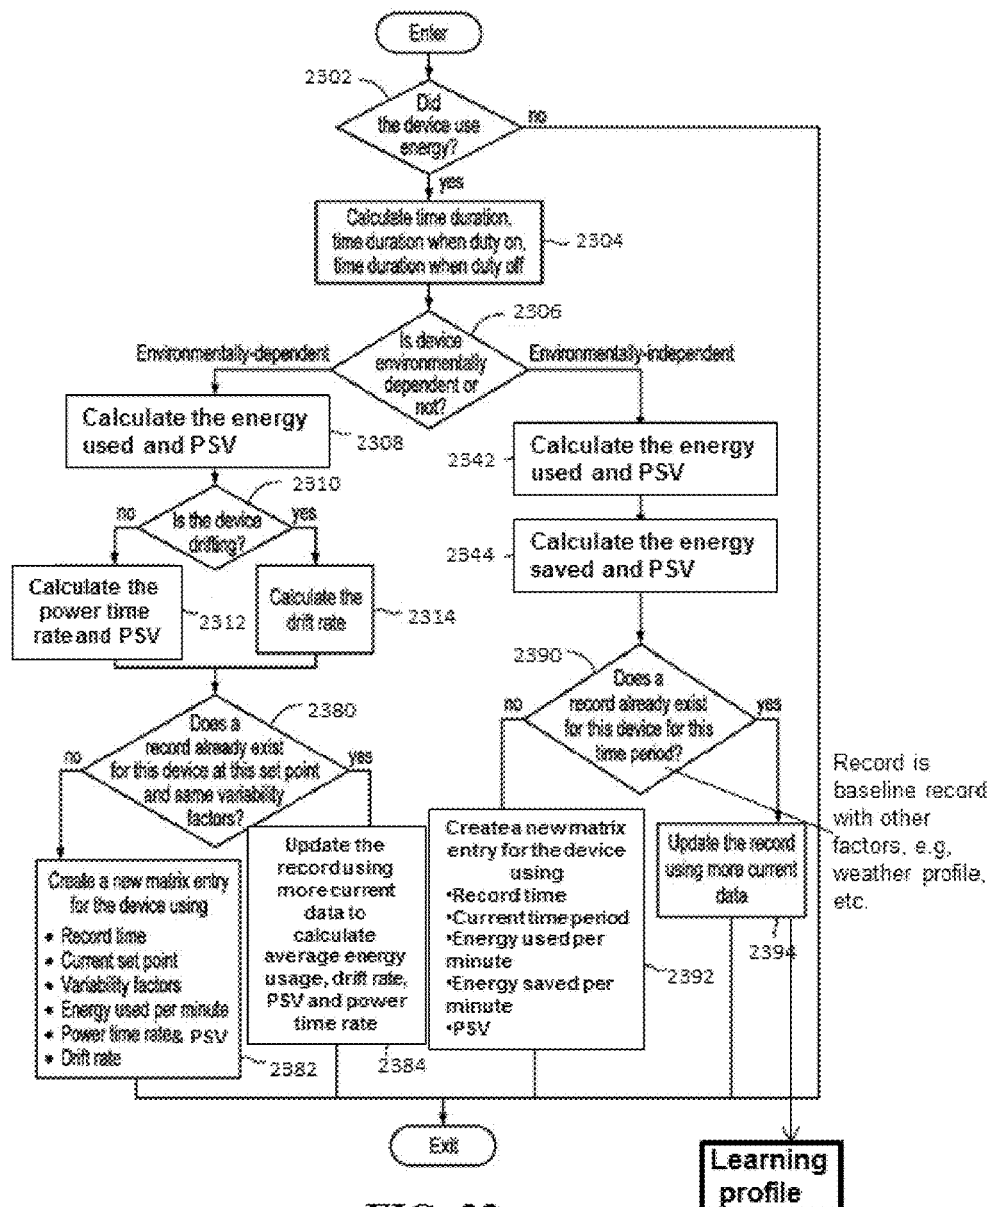 Enter
2302
Did
the device use
energy?
no
yes
Calculate time duration,
time duration when duty on,
time duration when duty off
2304
2306
Is device
environmentally
dependent or
not?
Environmentally-dependent
Environmentally-independent
Calculate the energy
used and PSV
2308
2342
Calculate the energy
used and PSV
2310
Is the device
drifting?
no
yes
2344
Calculate the energy
saved and PSV
Calculate the
power time
rate and PSV
2312
Calculate the
drift rate
2314
2390
Does a
record already exist
for this device for this
time period?
no
yes
2380
Does a
record already exist
for this device at this set point
and same variability
factors?
no
yes
Record is
baseline record
with other
factors, e.g,
weather profile,
etc.
Create a new matrix entry
for the device using
• Record time
• Current set point
• Variability factors
• Energy used per minute
• Power time rate& PSV
• Drift rate
2382
Update the
record using
more current
data to
calculate
average energy
usage, drift rate,
PSV and power
time rate
2384
Create a new matrix
entry for the device
using
•Record time
•Current time period
•Energy used per
minute
•Energy saved per
minute
•PSV
2392
Update the record
using more current
data
2394
Exit
Learning
profile